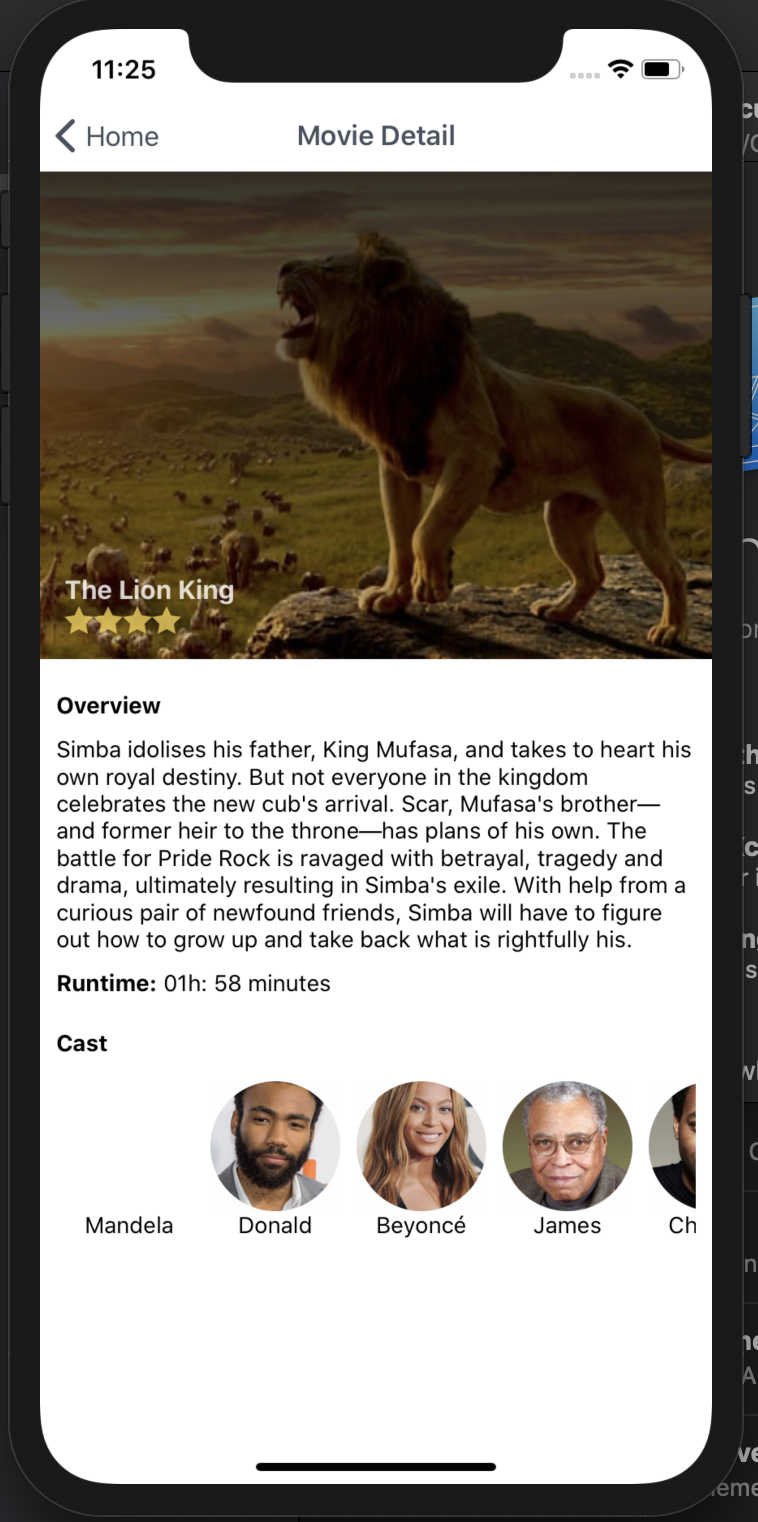 11:25
Home
Movie Detail
The Lion King
Overview
Simba idolises his father, King Mufasa, and takes to heart his
own royal destiny. But not everyone in the kingdom
celebrates the new cub's arrival. Scar, Mufasa's brother—
and former heir to the throne—has plans of his own. The
battle for Pride Rock is ravaged with betrayal, tragedy and
drama, ultimately resulting in Simba's exile. With help from a
curious pair of newfound friends, Simba will have to figure
out how to grow up and take back what is rightfully his.
Runtime: 01h: 58 minutes
Cast
Mandela
Donald
Beyoncé
James
Ch